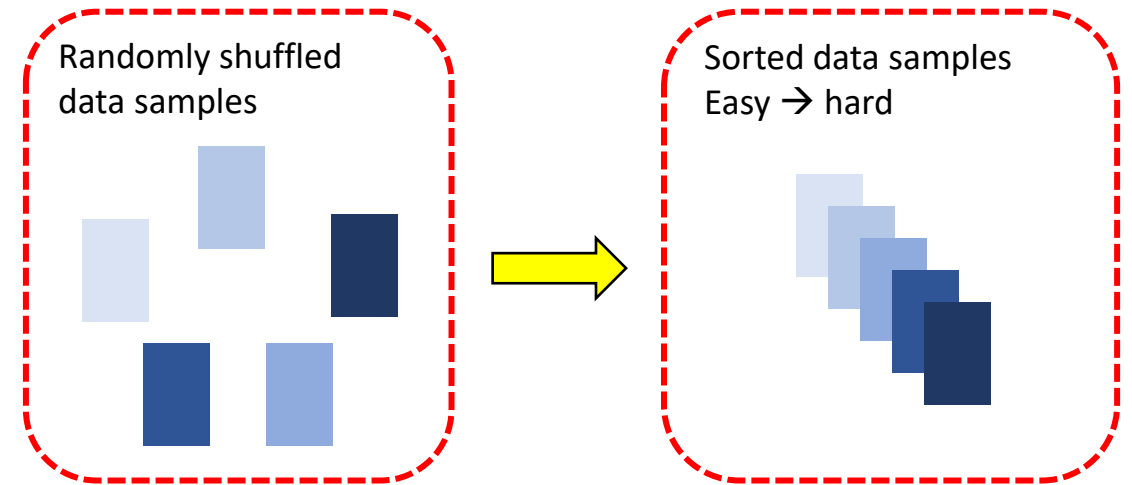 Randomly shuffled
data samples
Sorted data samples
Easy → hard